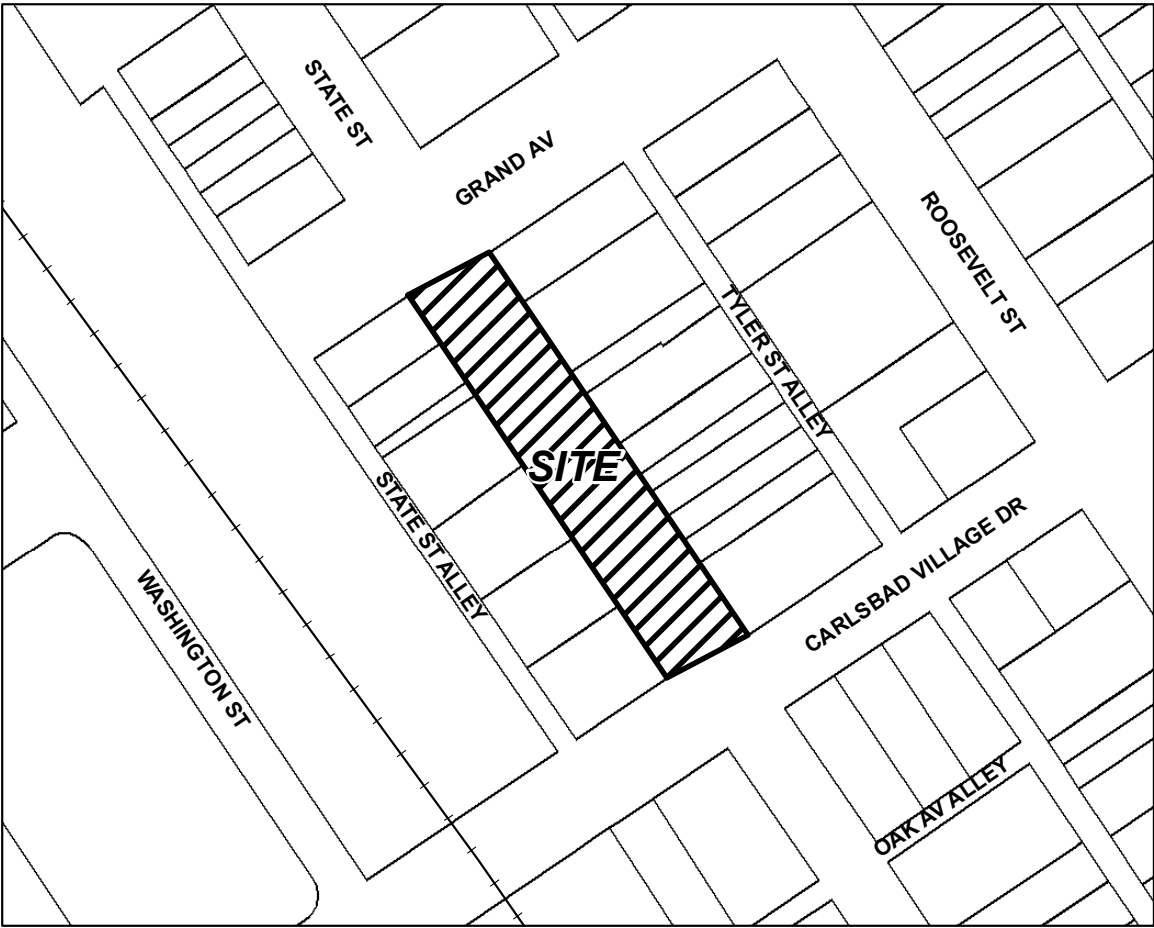 STATE ST
GRAND AV
ROOSEVELT ST
TYLER ST ALLEY
SITE
STATE ST ALLEY
CARLSBAD VILLAGE DR
WASHINGTON ST
OAK AV ALLEY